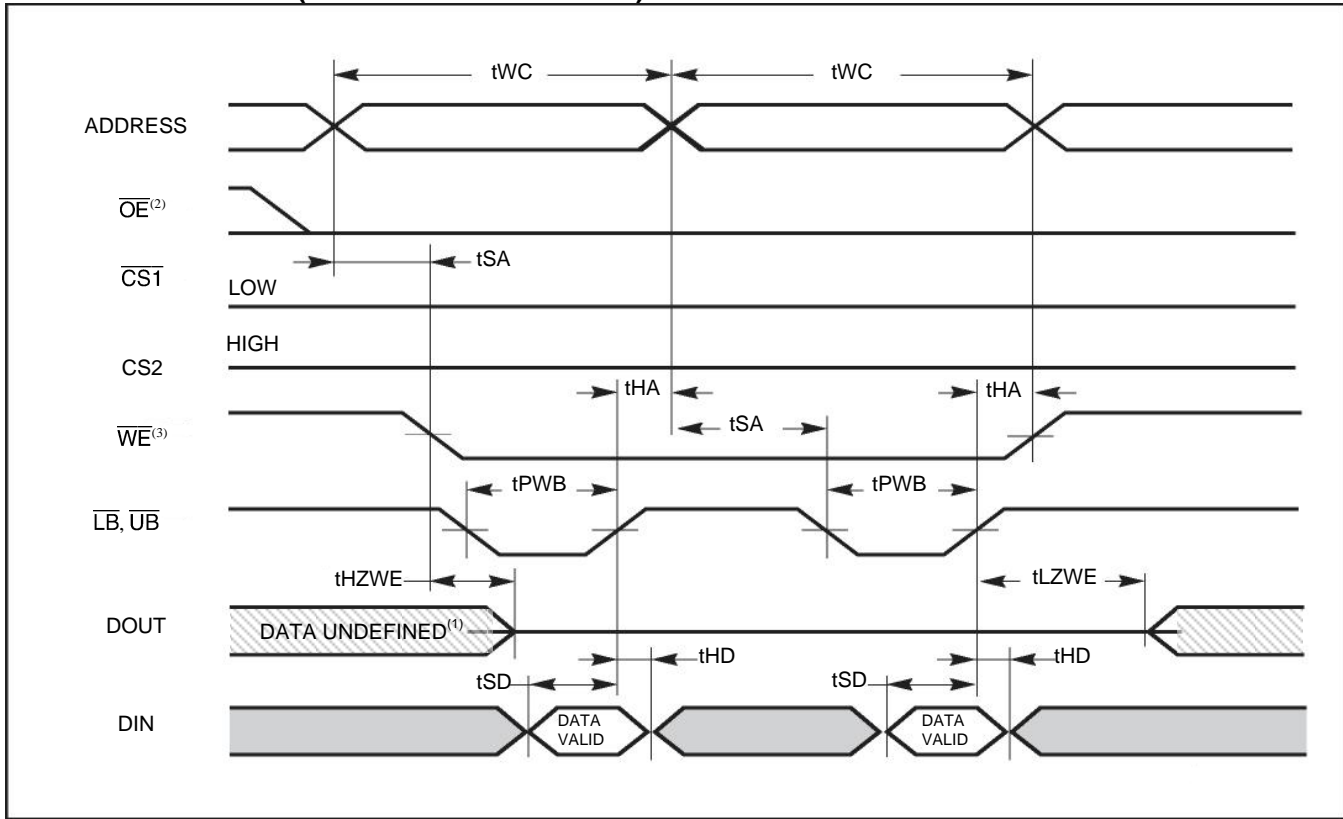 tWC tWC
ADDRESS
OE(2)
tSA
CS1
LOW
HIGH
CS2
tHA tHA
tSA
WE(3)
tPWB tPWB
LB, UB
tHZWE tLZWE
DOUT DATA UNDEFINED(1)
tHD tHD
tSD tSD
DIN DATA VALID DATA VALID